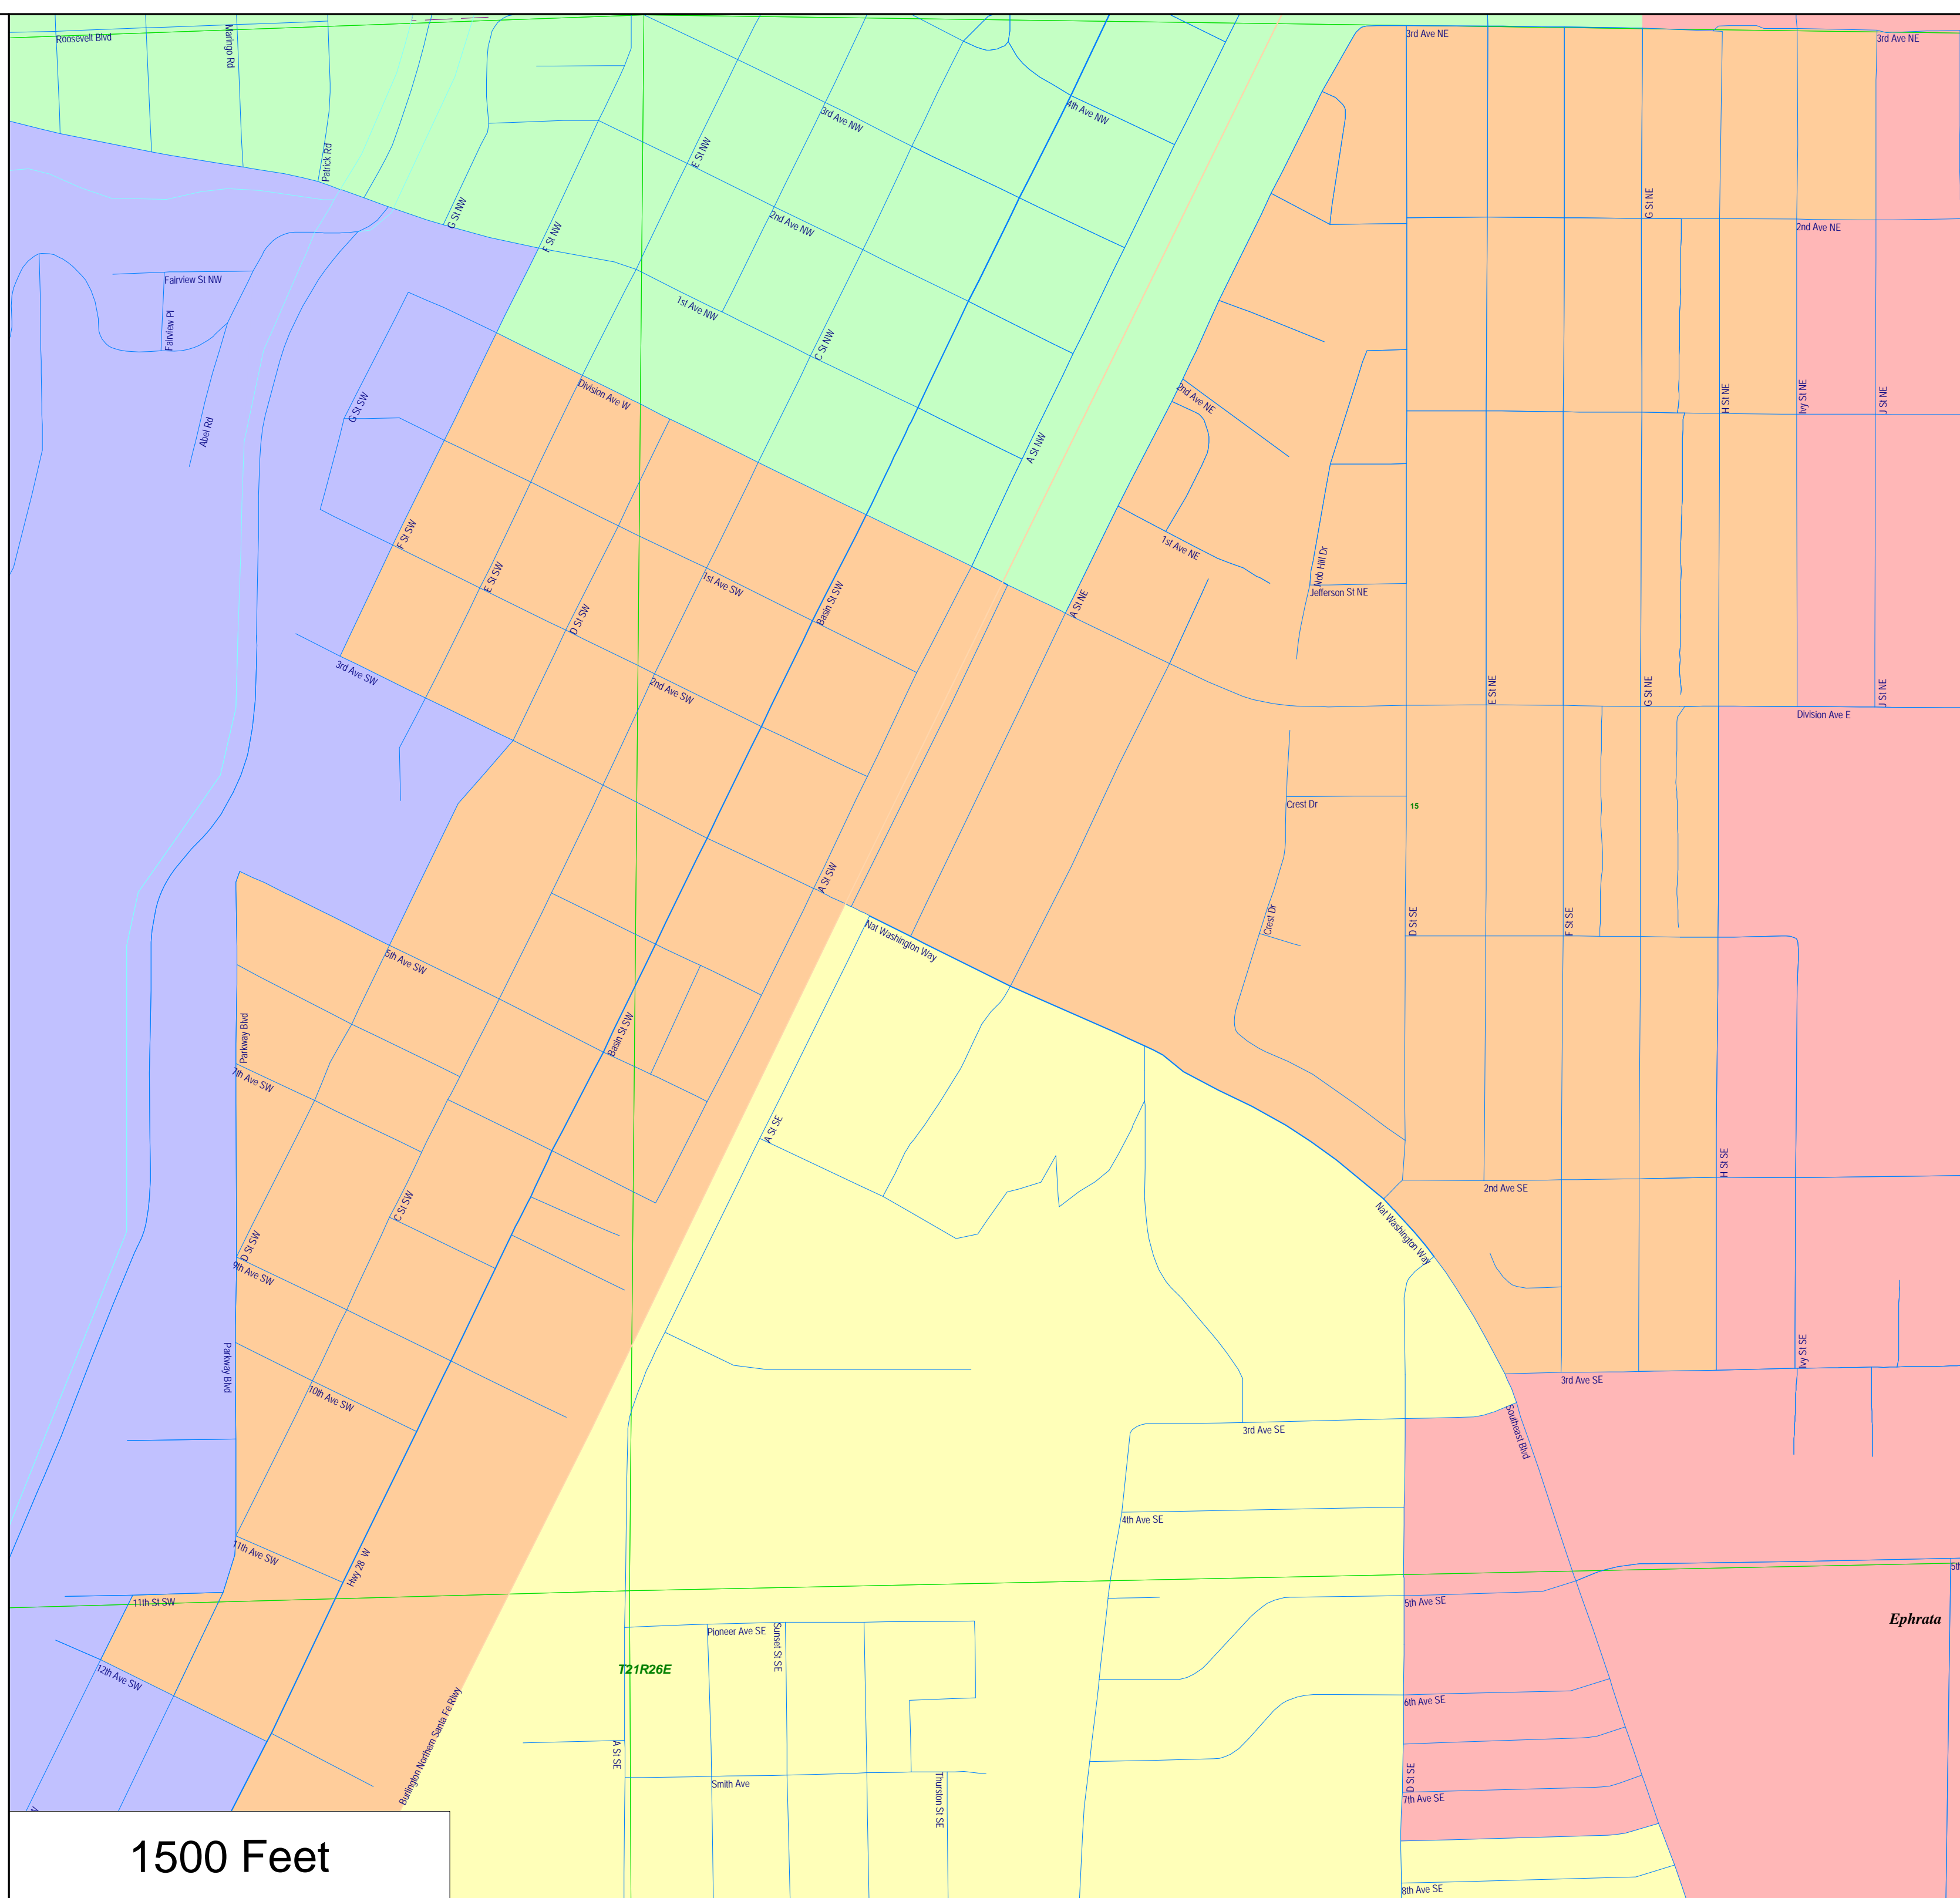 Roosevelt Blvd
Maringo Rd
3rd Ave NE
3rd Ave NE
3rd Ave NW
4th Ave NW
E St NW
Patrick Rd
G St NW
F St NW
2nd Ave NW
G St NE
2nd Ave NE
Fairview St NW
Fairview Pl
1st Ave NW
C St NW
Division Ave W
2nd Ave NE
H St NE
Ivy St NE
J St NE
G St SW
Abel Rd
A St NW
F St SW
1st Ave NE
E St SW
1st Ave SW
Basin St SW
Nob Hill Dr
Jefferson St NE
A St NE
D St SW
3rd Ave SW
2nd Ave SW
E St NE
G St NE
J St NE
Division Ave E
Crest Dr
15
A St SW
Nat Washington Way
Crest Dr
D St SE
F St SE
5th Ave SW
Parkway Blvd
Basin St SW
7th Ave SW
A St SE
H St SE
2nd Ave SE
C St SW
Nat Washington Way
D St SW
9th Ave SW
Parkway Blvd
Ivy St SE
10th Ave SW
3rd Ave SE
3rd Ave SE
Southeast Blvd
4th Ave SE
11th Ave SW
Hwy 28 W
5th
11th St SW
5th Ave SE
Ephrata
Pioneer Ave SE
Sunset St SE
T21R26E
12th Ave SW
6th Ave SE
Burlington Northern Santa Fe Rlwy
A St SE
Smith Ave
Thurston St SE
D St SE
7th Ave SE
W
1500 Feet
8th Ave SE